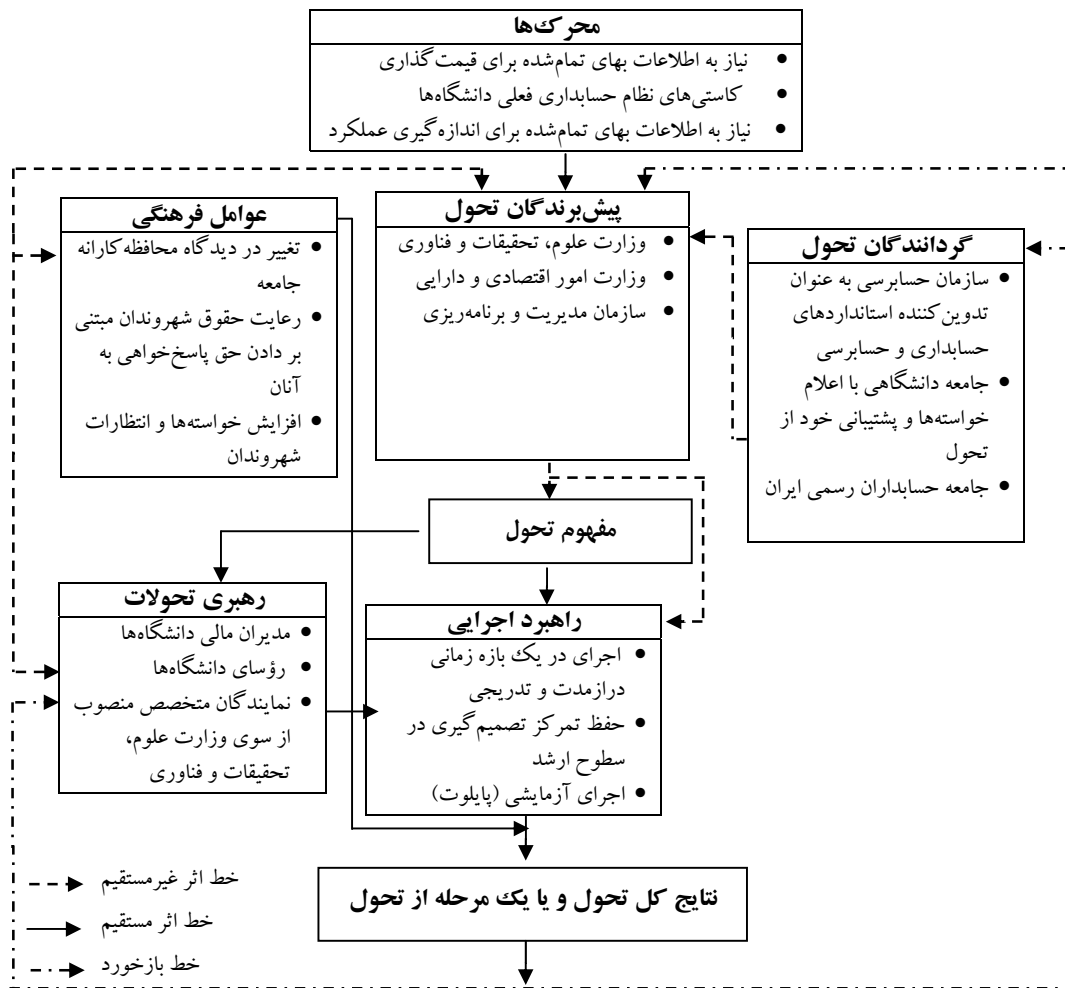 محرک‌ها
نیاز به اطلاعات بهای تمام‌شده برای قیمت‌گذاری
کاستی‌های نظام حسابداری فعلی دانشگاه‌ها
نیاز به اطلاعات بهای تمام‌شده برای اندازه‌گیری عملکرد
پیش‌برندگان تحول
وزارت علوم، تحقیقات و فناوری
وزارت امور اقتصادی و دارایی
سازمان مدیریت و برنامه‌ریزی
گردانندگان تحول
سازمان حسابرسی به عنوان
تدوین‌کننده استانداردهای
حسابداری و حسابرسی
جامعه دانشگاهی با اعلام
خواسته‌ها و پشتیبانی خود از
تحول
جامعه حسابداران رسمی ایران
عوامل فرهنگی
تغییر در دیدگاه محافظه‌کارانه
جامعه
رعایت حقوق شهروندان مبتنی
بر دادن حق پاسخ‌خواهی به
آنان
افزایش خواسته‌ها و انتظارات
شهروندان
مفهوم تحول
راهبرد اجرایی
اجرای در یک بازه زمانی
درازمدت و تدریجی
حفظ تمرکز تصمیم‌گیری در
سطوح ارشد
اجرای آزمایشی (پایلوت)
رهبری تحولات
مدیران مالی دانشگاه‌ها
رؤسای دانشگاه‌ها
نمایندگان متخصص منصوب
از سوی وزارت علوم،
تحقیقات و فناوری
نتایج کل تحول و یا یک مرحله از تحول
خط اثر غیرمستقیم
خط اثر مستقیم
خط بازخورد